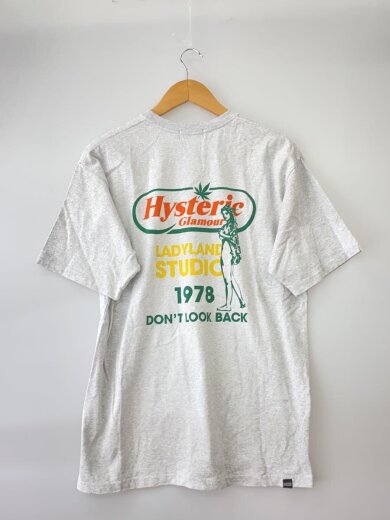 Hysteric
Glamour
LADYLAND
STUDIO
1978
DON'T LOOK BACK